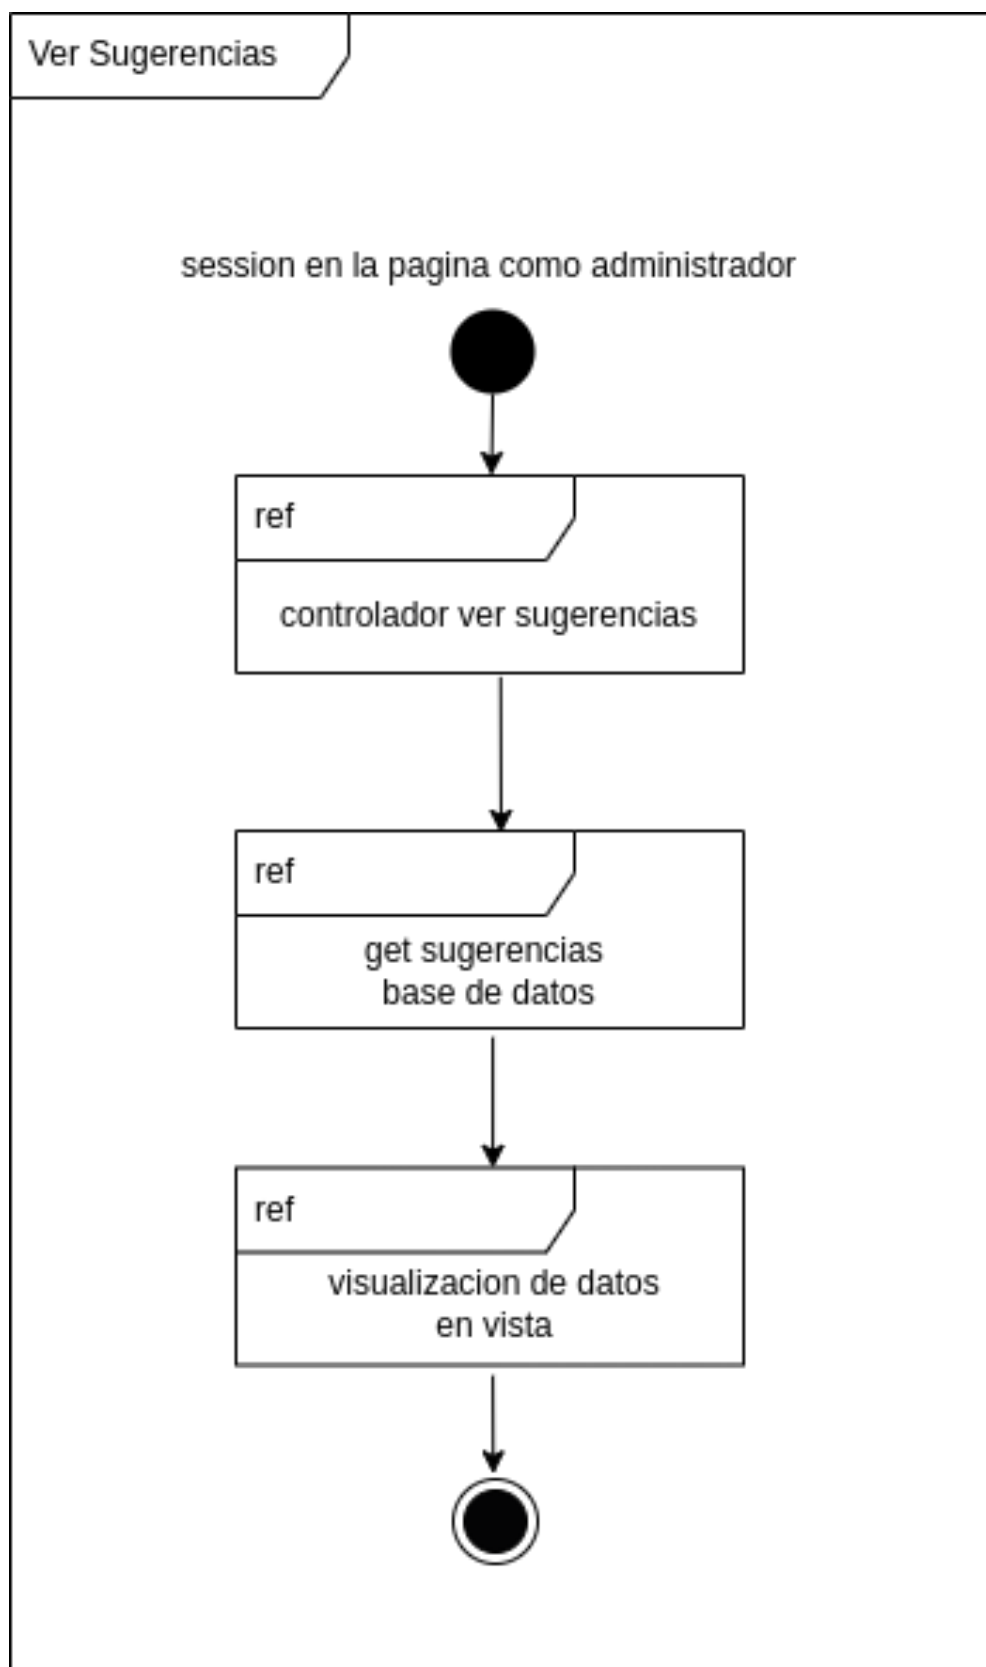 Ver Sugerencias
session en la pagina como administrador
ref
controlador ver sugerencias
ref
get sugerencias
base de datos
ref
visualizacion de datos
en vista